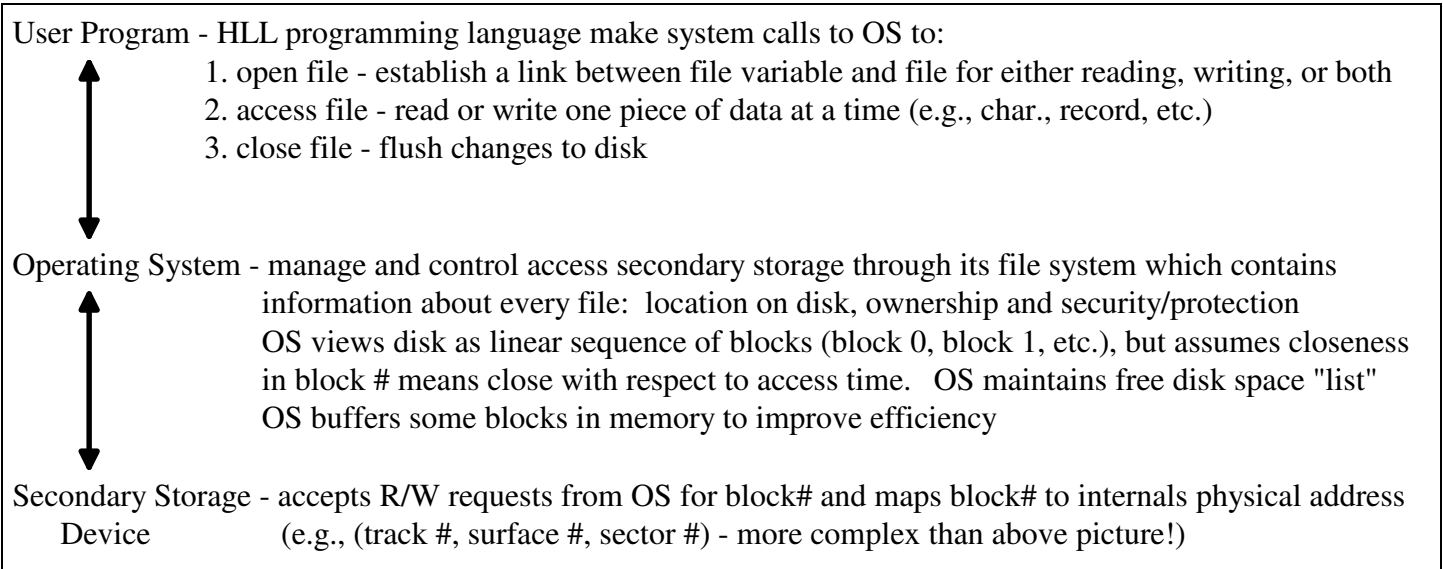 User Program - HLL programming language make system calls to OS to:
1. open file - establish a link between file variable and file for either reading, writing, or both
2. access file - read or write one piece of data at a time (e.g., char., record, etc.)
3. close file - flush changes to disk
Operating System - manage and control access secondary storage through its file system which contains
information about every file:  location on disk, ownership and security/protection
OS views disk as linear sequence of blocks (block 0, block 1, etc.), but assumes closeness
in block # means close with respect to access time.   OS maintains free disk space "list"
OS buffers some blocks in memory to improve efficiency
Secondary Storage - accepts R/W requests from OS for block# and maps block# to internals physical address
Device (e.g., (track #, surface #, sector #) - more complex than above picture!)